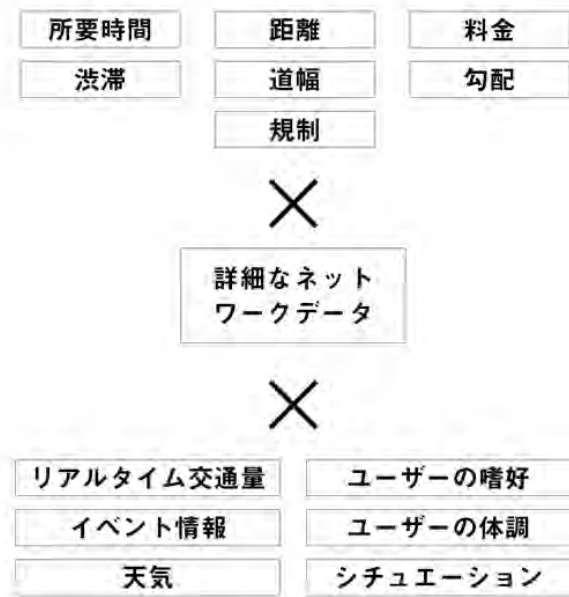 所要時間 距離 料金
渋滞 道幅 勾配
規制
×
詳細なネット
ワークデータ
×
リアルタイム交通量 ユーザーの嗜好
イベント情報 ユーザーの体調
天気 シチュエーション